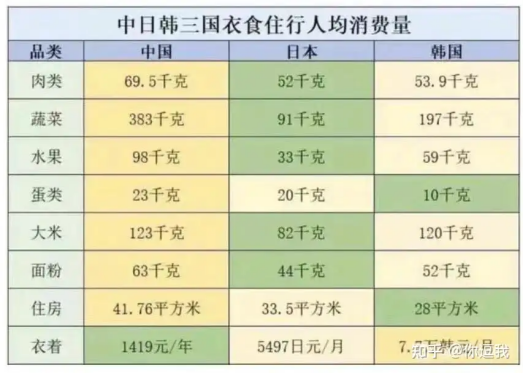 中日韩三国衣食住行人均消费量
品类 中国 日本 韩国
肉类 69.5千克 52千克 53.9千克
蔬菜 383千克 91千克 197千克
水果 98千克 33千克 59千克
蛋类 23千克 20千克 10千克
大米 123千克 82千克 120千克
面粉 63千克 44千克 52千克
住房 41.76平方米 33.5平方米 28平方米
衣着 1419元/年 5497日元/月
知乎 @你逗我